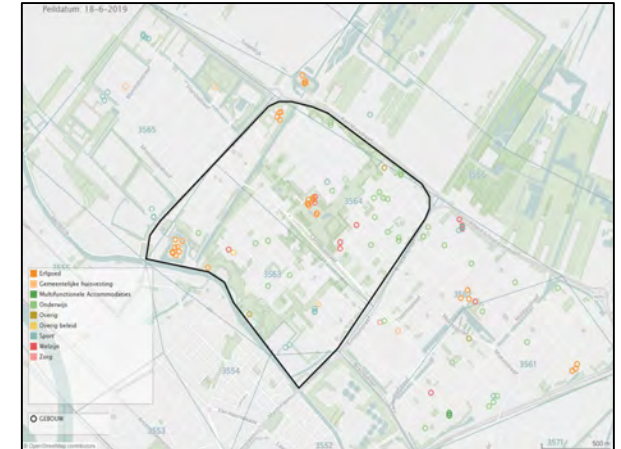 Peildatum: 18-6-2019
3565
3564
3563
3554
3561
3553
3552
3571
Erfgoed
Gemeentelijke huisvesting
Multifunctionele Accommodaties
Onderwijs
Overig
Overig beleid
Sport
Welzijn
Zorg
GEBOUW
© OpenStreetMap contributors
500 m